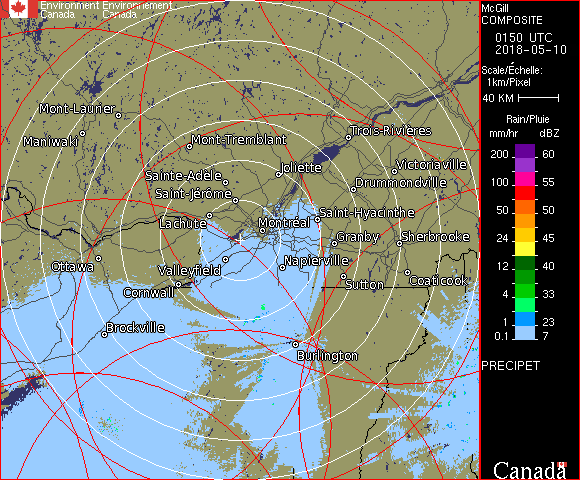 Environment Environnement
Canada Canada
McGill
COMPOSITE
0150 UTC
2018-05-10
Scale/Échelle:
1km/Pixel
40 KM
Rain/Pluie
mm/hr dBZ
200 60
100 55
50 50
24 45
12 40
8 39
4 33
1 23
0.1 7
PRECIPET
Canada
Mont-Laurier
Maniwaki
Mont-Tremblant
Trois-Rivières
Sainte-Adèle
Joliette
Victoriaville
Saint-Jérôme
Drummondville
Lachute
Montréal
Saint-Hyacinthe
Granby
Sherbrooke
Ottawa
Valleyfield
Napierville
Cornwall
Sutton
Coaticook
Brockville
Burlington